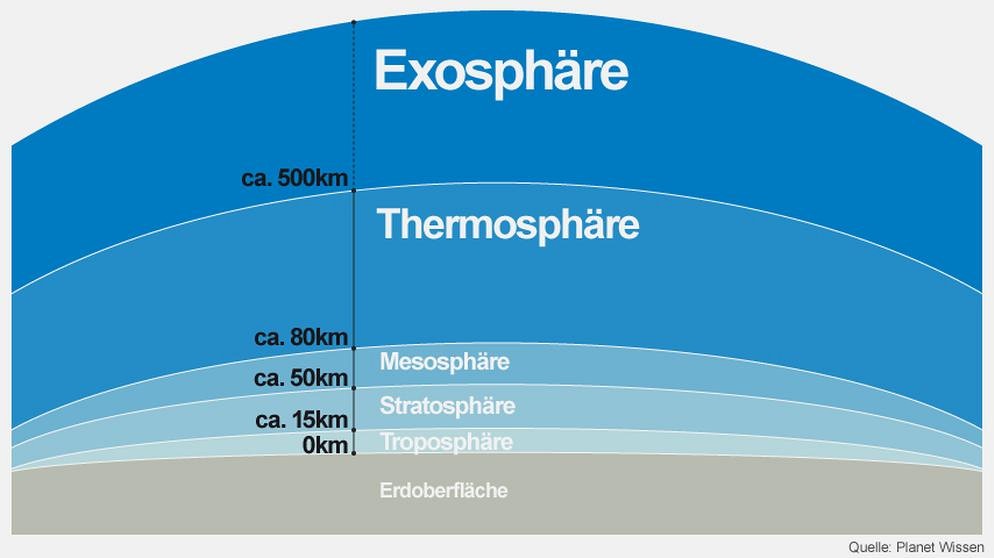 Exosphäre
ca. 500km
Thermosphäre
ca. 80km
Mesosphäre
ca. 50km
Stratosphäre
ca. 15km
Troposphäre
0km
Erdoberfläche
Quelle: Planet Wissen